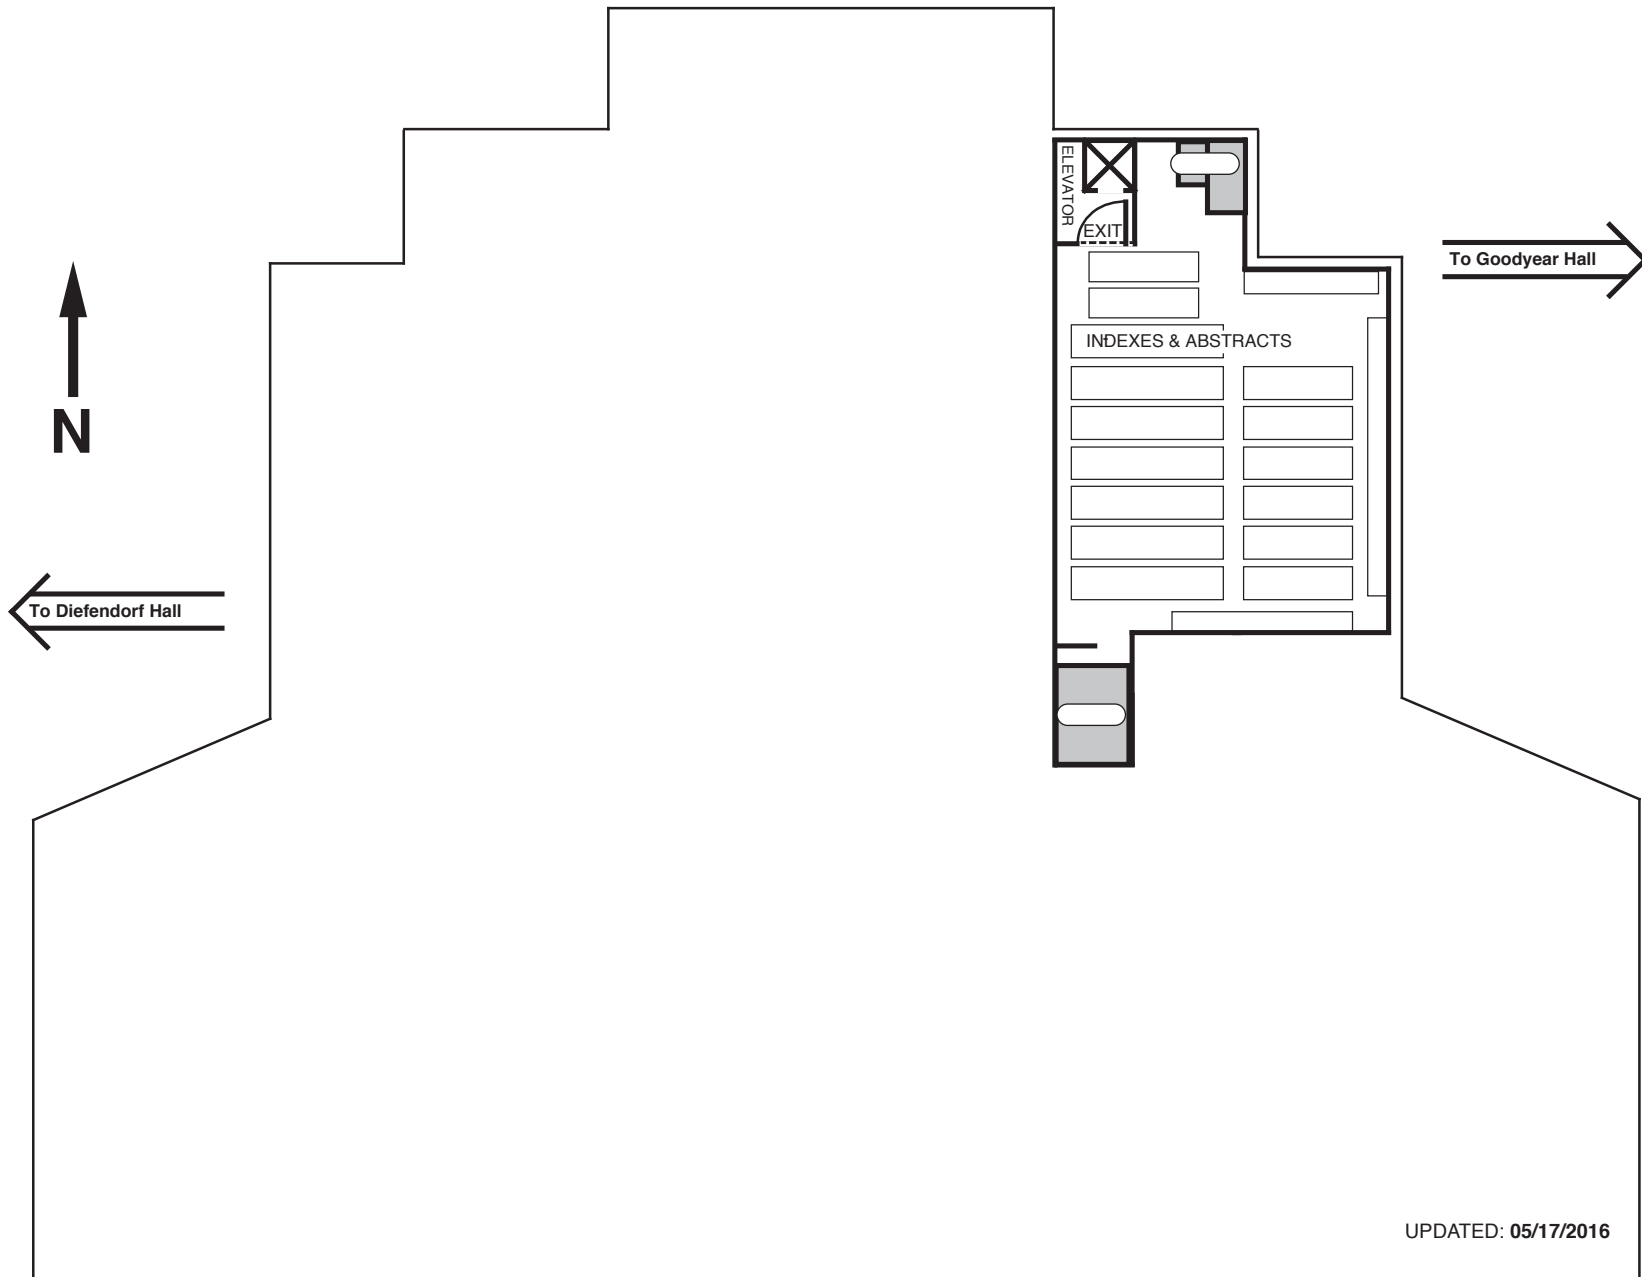 ELEVATOR
EXIT
To Goodyear Hall
INDEXES & ABSTRACTS
N
To Diefendorf Hall
UPDATED: 05/17/2016